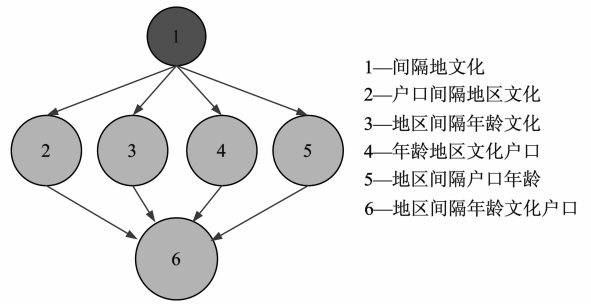 1
2
3
4
5
6
1—间隔地文化
2—户口间隔地区文化
3—地区间隔年龄文化
4—年龄地区文化户口
5—地区间隔户口年龄
6—地区间隔年龄文化户口